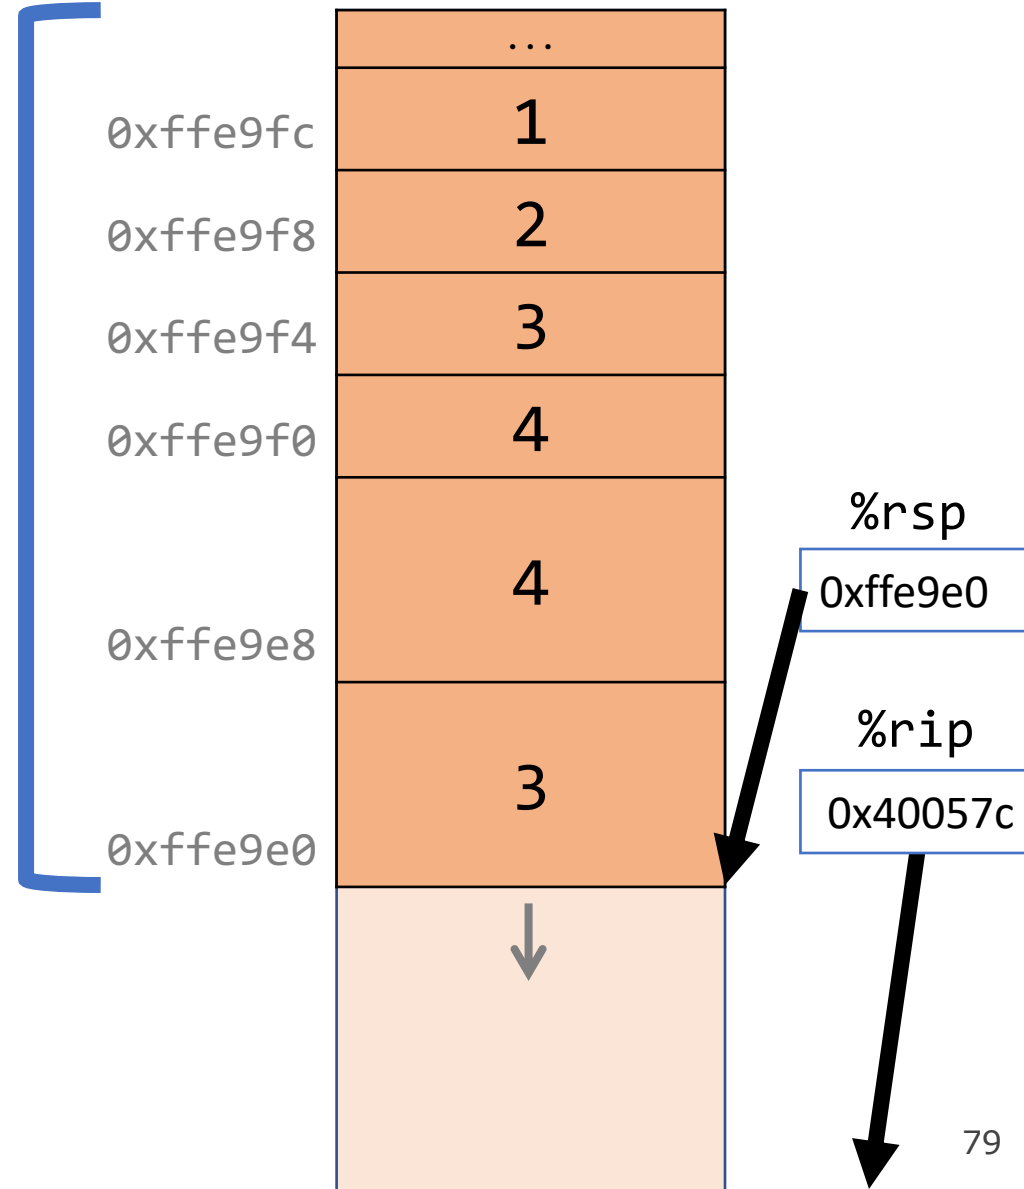 ...
0xffe9fc 1
0xffe9f8 2
0xffe9f4 3
0xffe9f0 4
%rsp
0xffe9e0
0xffe9e8 4
%rip
0x40057c
0xffe9e0 3
79